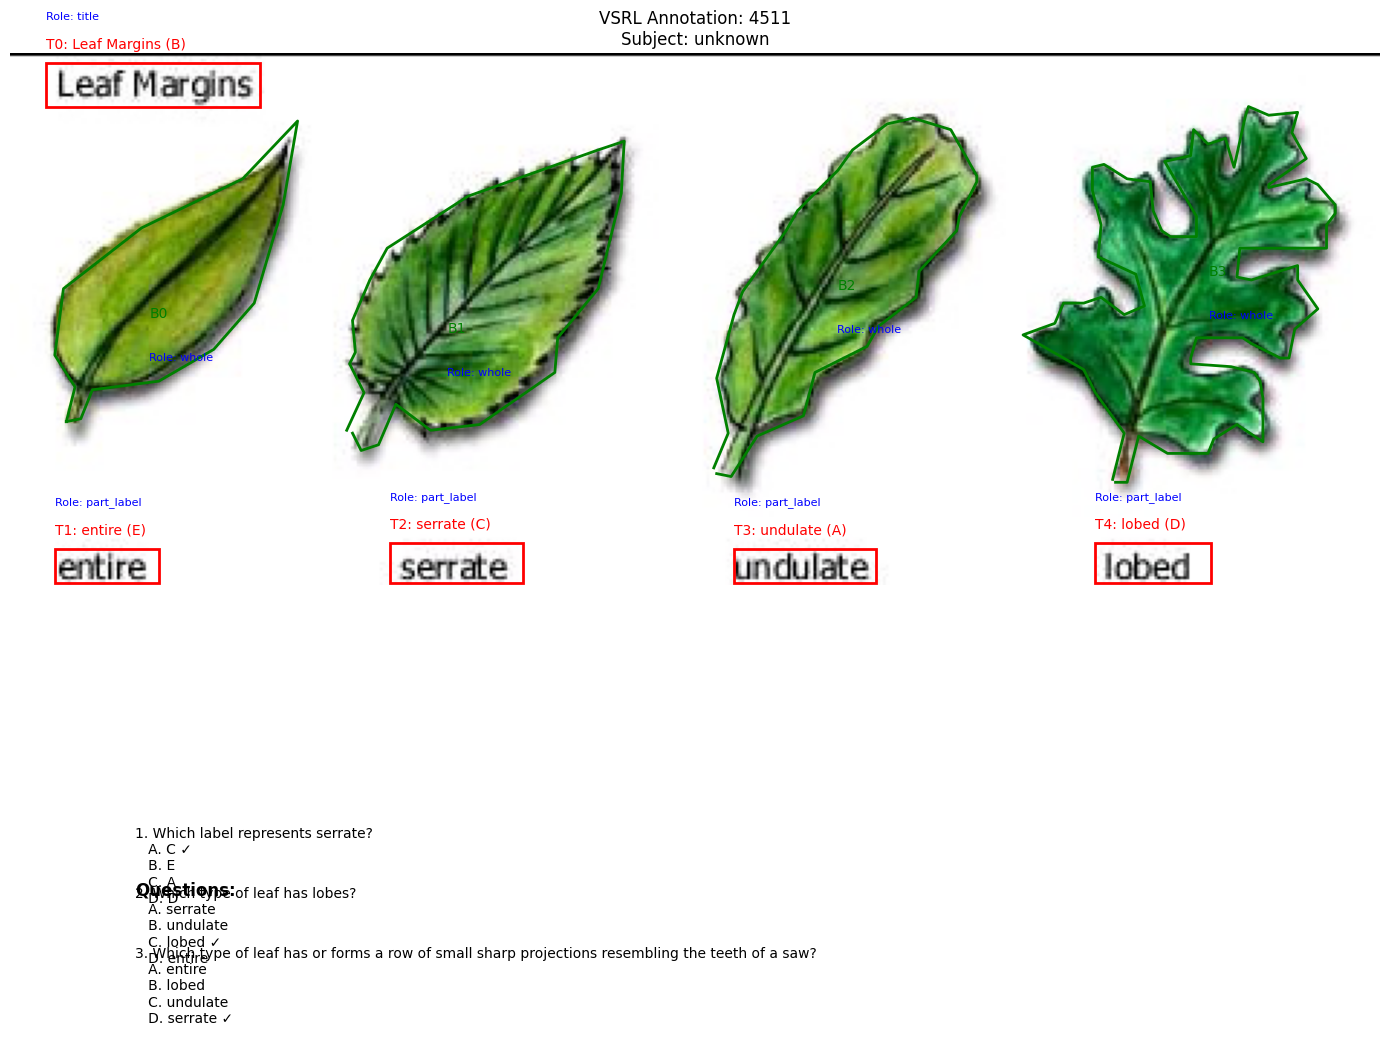 VSRL Annotation: 4511
Subject: unknown
Role: title
T0: Leaf Margins (B)
Leaf Margins
B0
Role: whole
B1
Role: whole
B2
Role: whole
B3
Role: whole
Role: part_label
T1: entire (E)
entire
Role: part_label
T2: serrate (C)
serrate
Role: part_label
T3: undulate (A)
undulate
Role: part_label
T4: lobed (D)
lobed
Questions:
1. Which label represents serrate?
A. C ✓
B. E
C. A
D. D
2. Which type of leaf has lobes?
A. serrate
B. undulate
C. lobed ✓
D. entire
3. Which type of leaf has or forms a row of small sharp projections resembling the teeth of a saw?
A. entire
B. lobed
C. undulate
D. serrate ✓